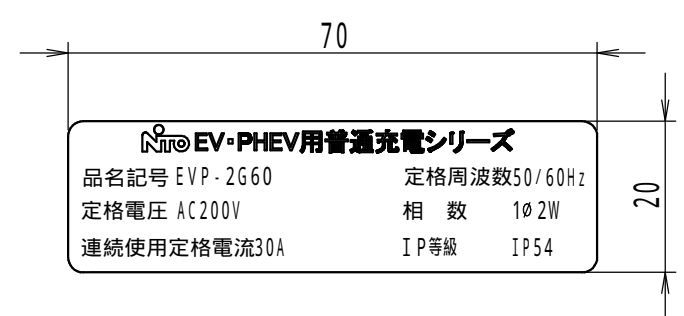 70
Nito EV・PHEV用普通充電シリーズ
品名記号 EVP-2G60 定格周波数50/60Hz
定格電圧 AC200V 相 数 1ø2W
連続使用定格電流30A IP等級 IP54
20